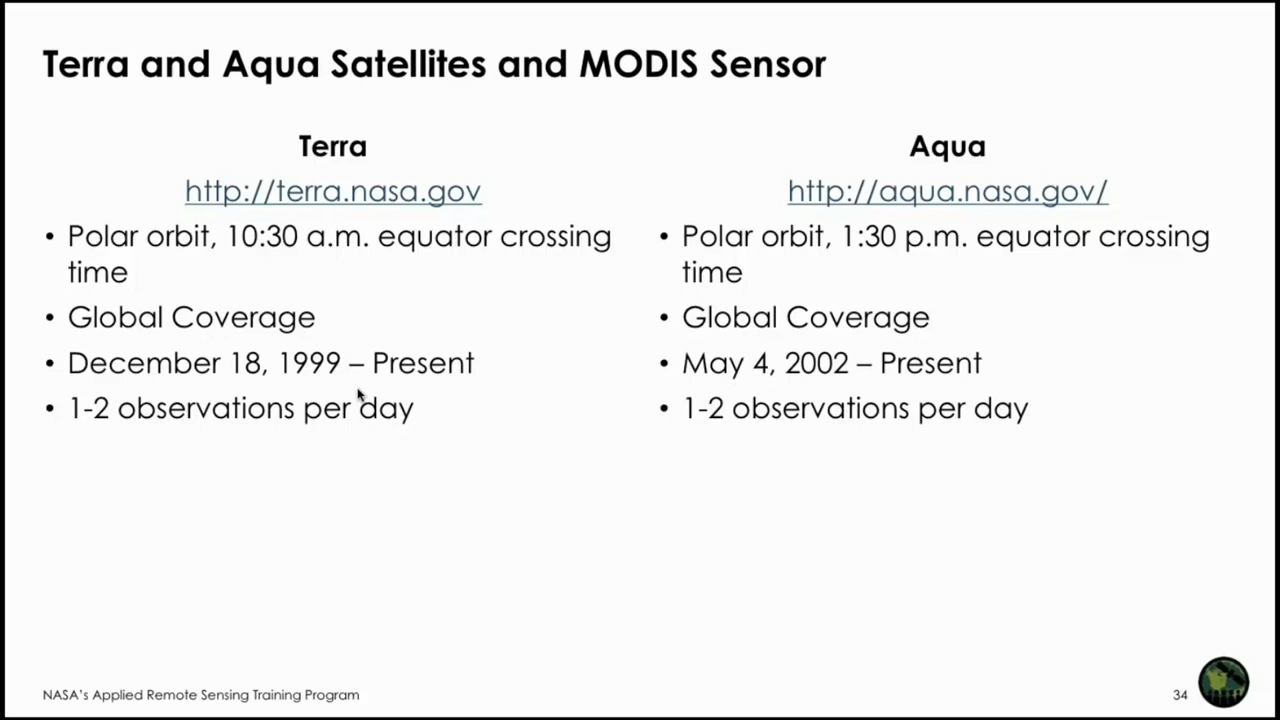 Terra and Aqua Satellites and MODIS Sensor
Terra
http://terra.nasa.gov
• Polar orbit, 10:30 a.m. equator crossing
time
• Global Coverage
• December 18, 1999 – Present
• 1-2 observations per day
Aqua
http://aqua.nasa.gov/
• Polar orbit, 1:30 p.m. equator crossing
time
• Global Coverage
• May 4, 2002 – Present
• 1-2 observations per day
NASA's Applied Remote Sensing Training Program
34